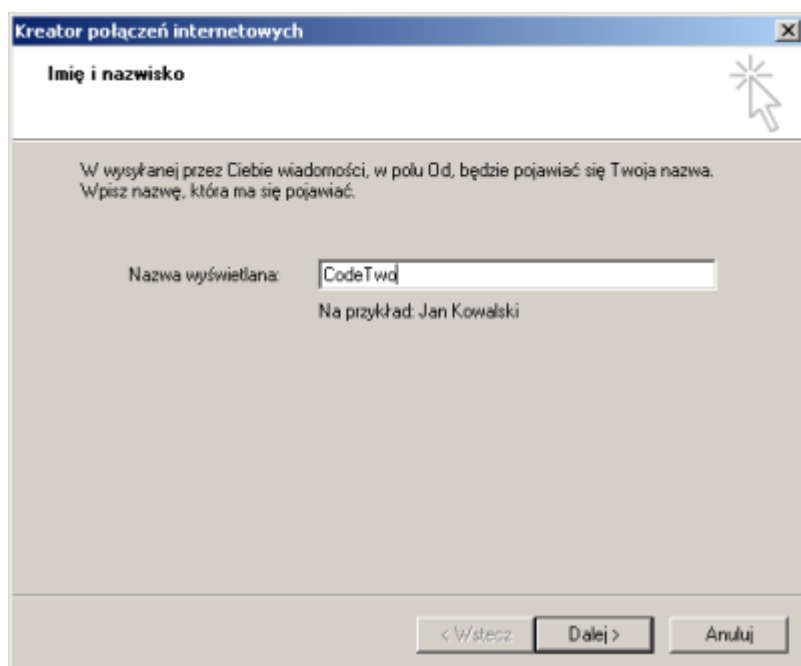 Kreator połączeń internetowych
Imię i nazwisko
W wysyłanej przez Ciebie wiadomości, w polu Od, będzie pojawiać się Twoja nazwa.
Wpisz nazwę, która ma się pojawiać.
Nazwa wyświetlana: CodeTwo
Na przykład: Jan Kowalski
< Wstecz Dalej > Anuluj